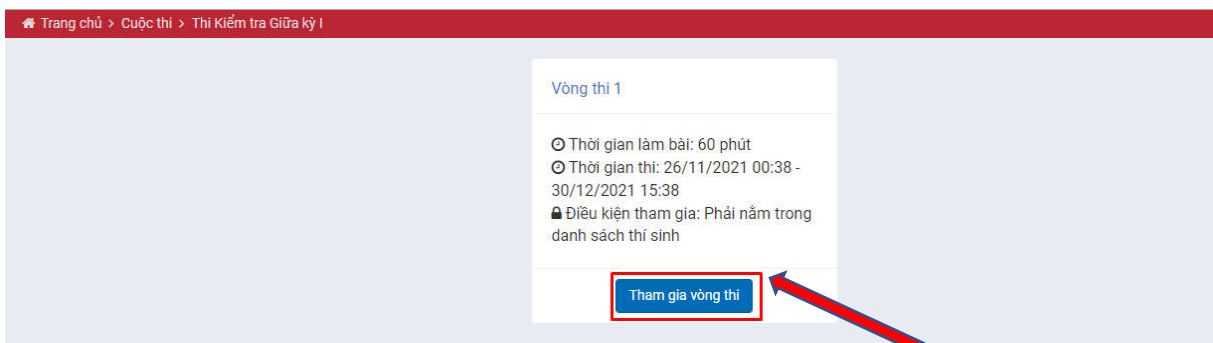 Trang chủ > Cuộc thi > Thi Kiểm tra Giữa kỳ I
Vòng thi 1
Thời gian làm bài: 60 phút
Thời gian thi: 26/11/2021 00:38 -
30/12/2021 15:38
Điều kiện tham gia: Phải nằm trong
danh sách thí sinh
Tham gia vòng thi